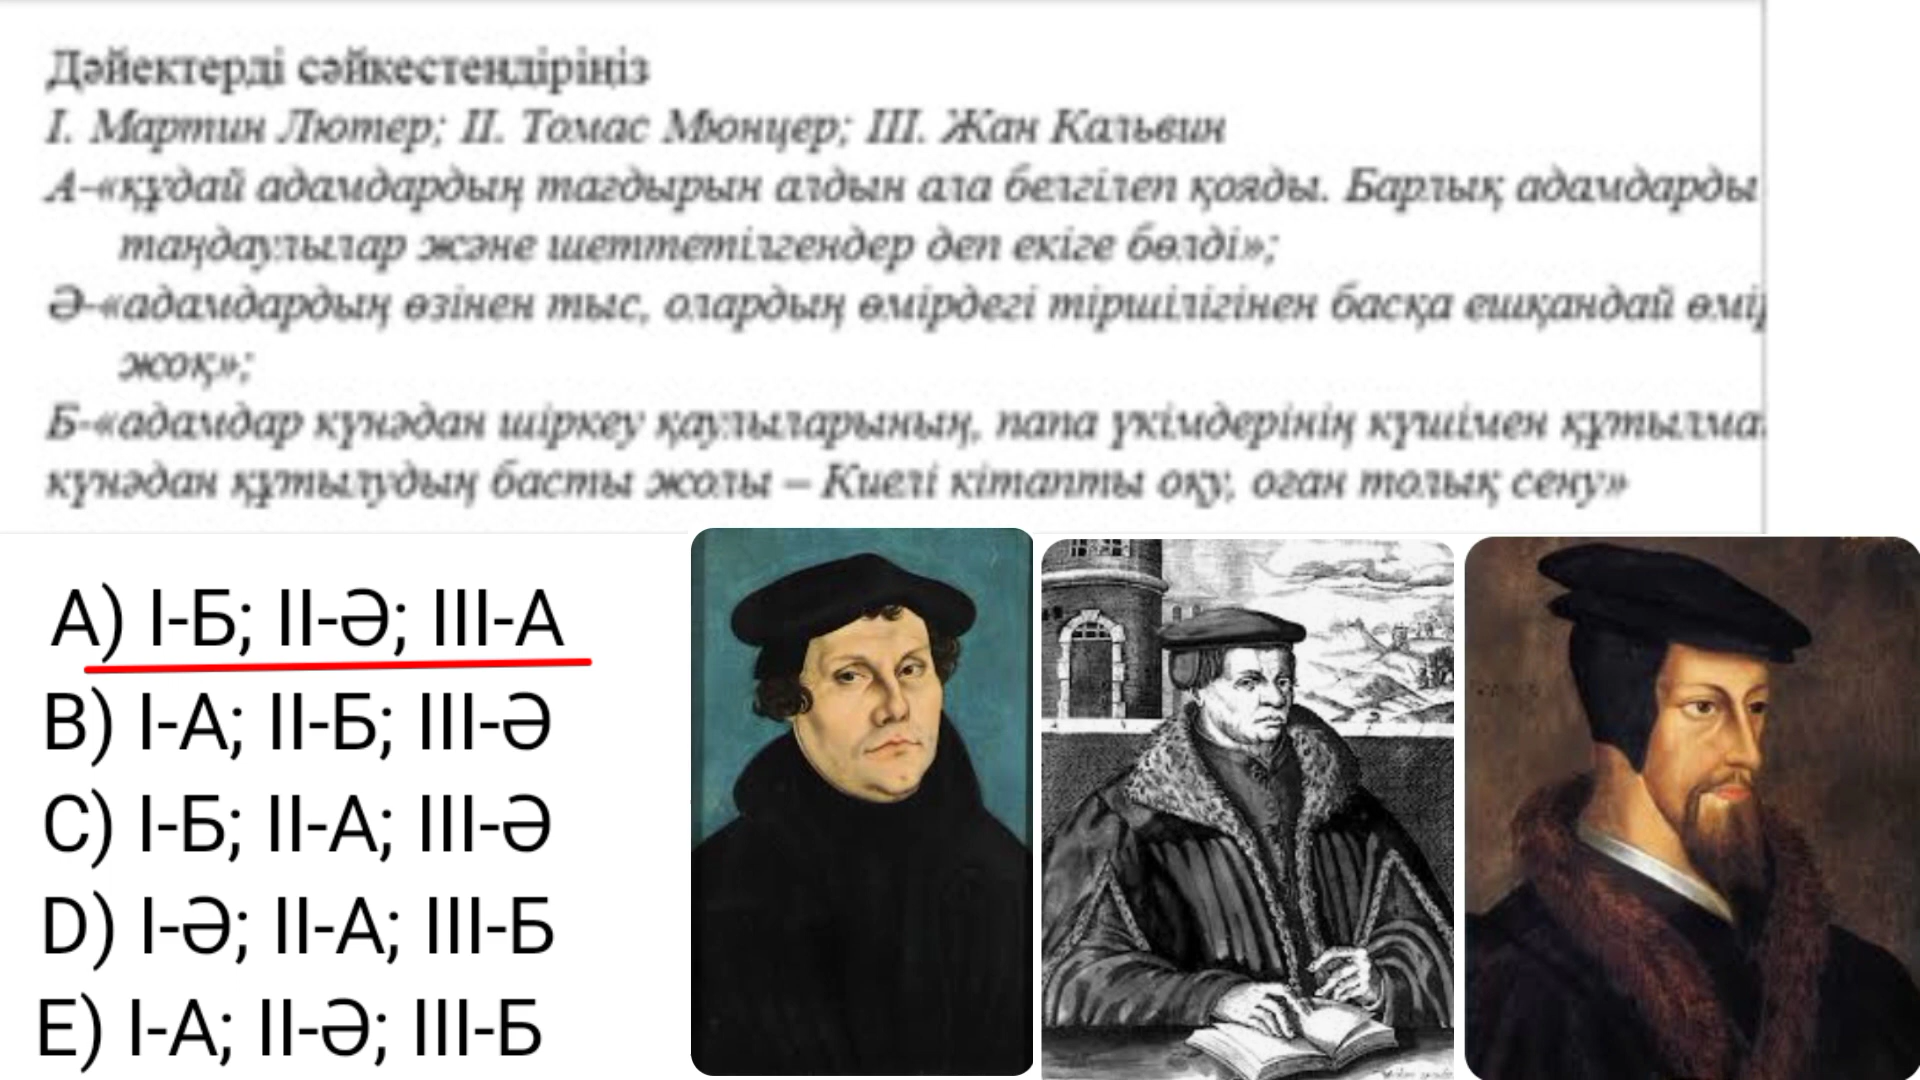 Дәйектерді сәйкестендіріңіз
I. Мартин Лютер; II. Томас Мюнцер; III. Жан Кальвин
А-«құдай адамдардың тағдырын алдын ала белгілеп қояды. Барлық адамдарды
таңдаулылар және шеттетілгендер деп екіге бөлді»;
Ә-«адамдардың өзінен тыс, олардың өмірдегі тіршілігінен басқа ешқандай өмір
жоқ»;
Б-«адамдар күнәдан шіркеу қаулыларының, папа үкімдерінің күшімен құтылма
күнәдан құтылудың басты жолы – Киелі кітапты оқу, оған толық сену»
A) I-Б; II-Ә; III-А
B) I-А; II-Б; III-Ә
C) I-Б; II-А; III-Ә
D) I-Ә; II-А; III-Б
E) I-А; II-Ә; III-Б